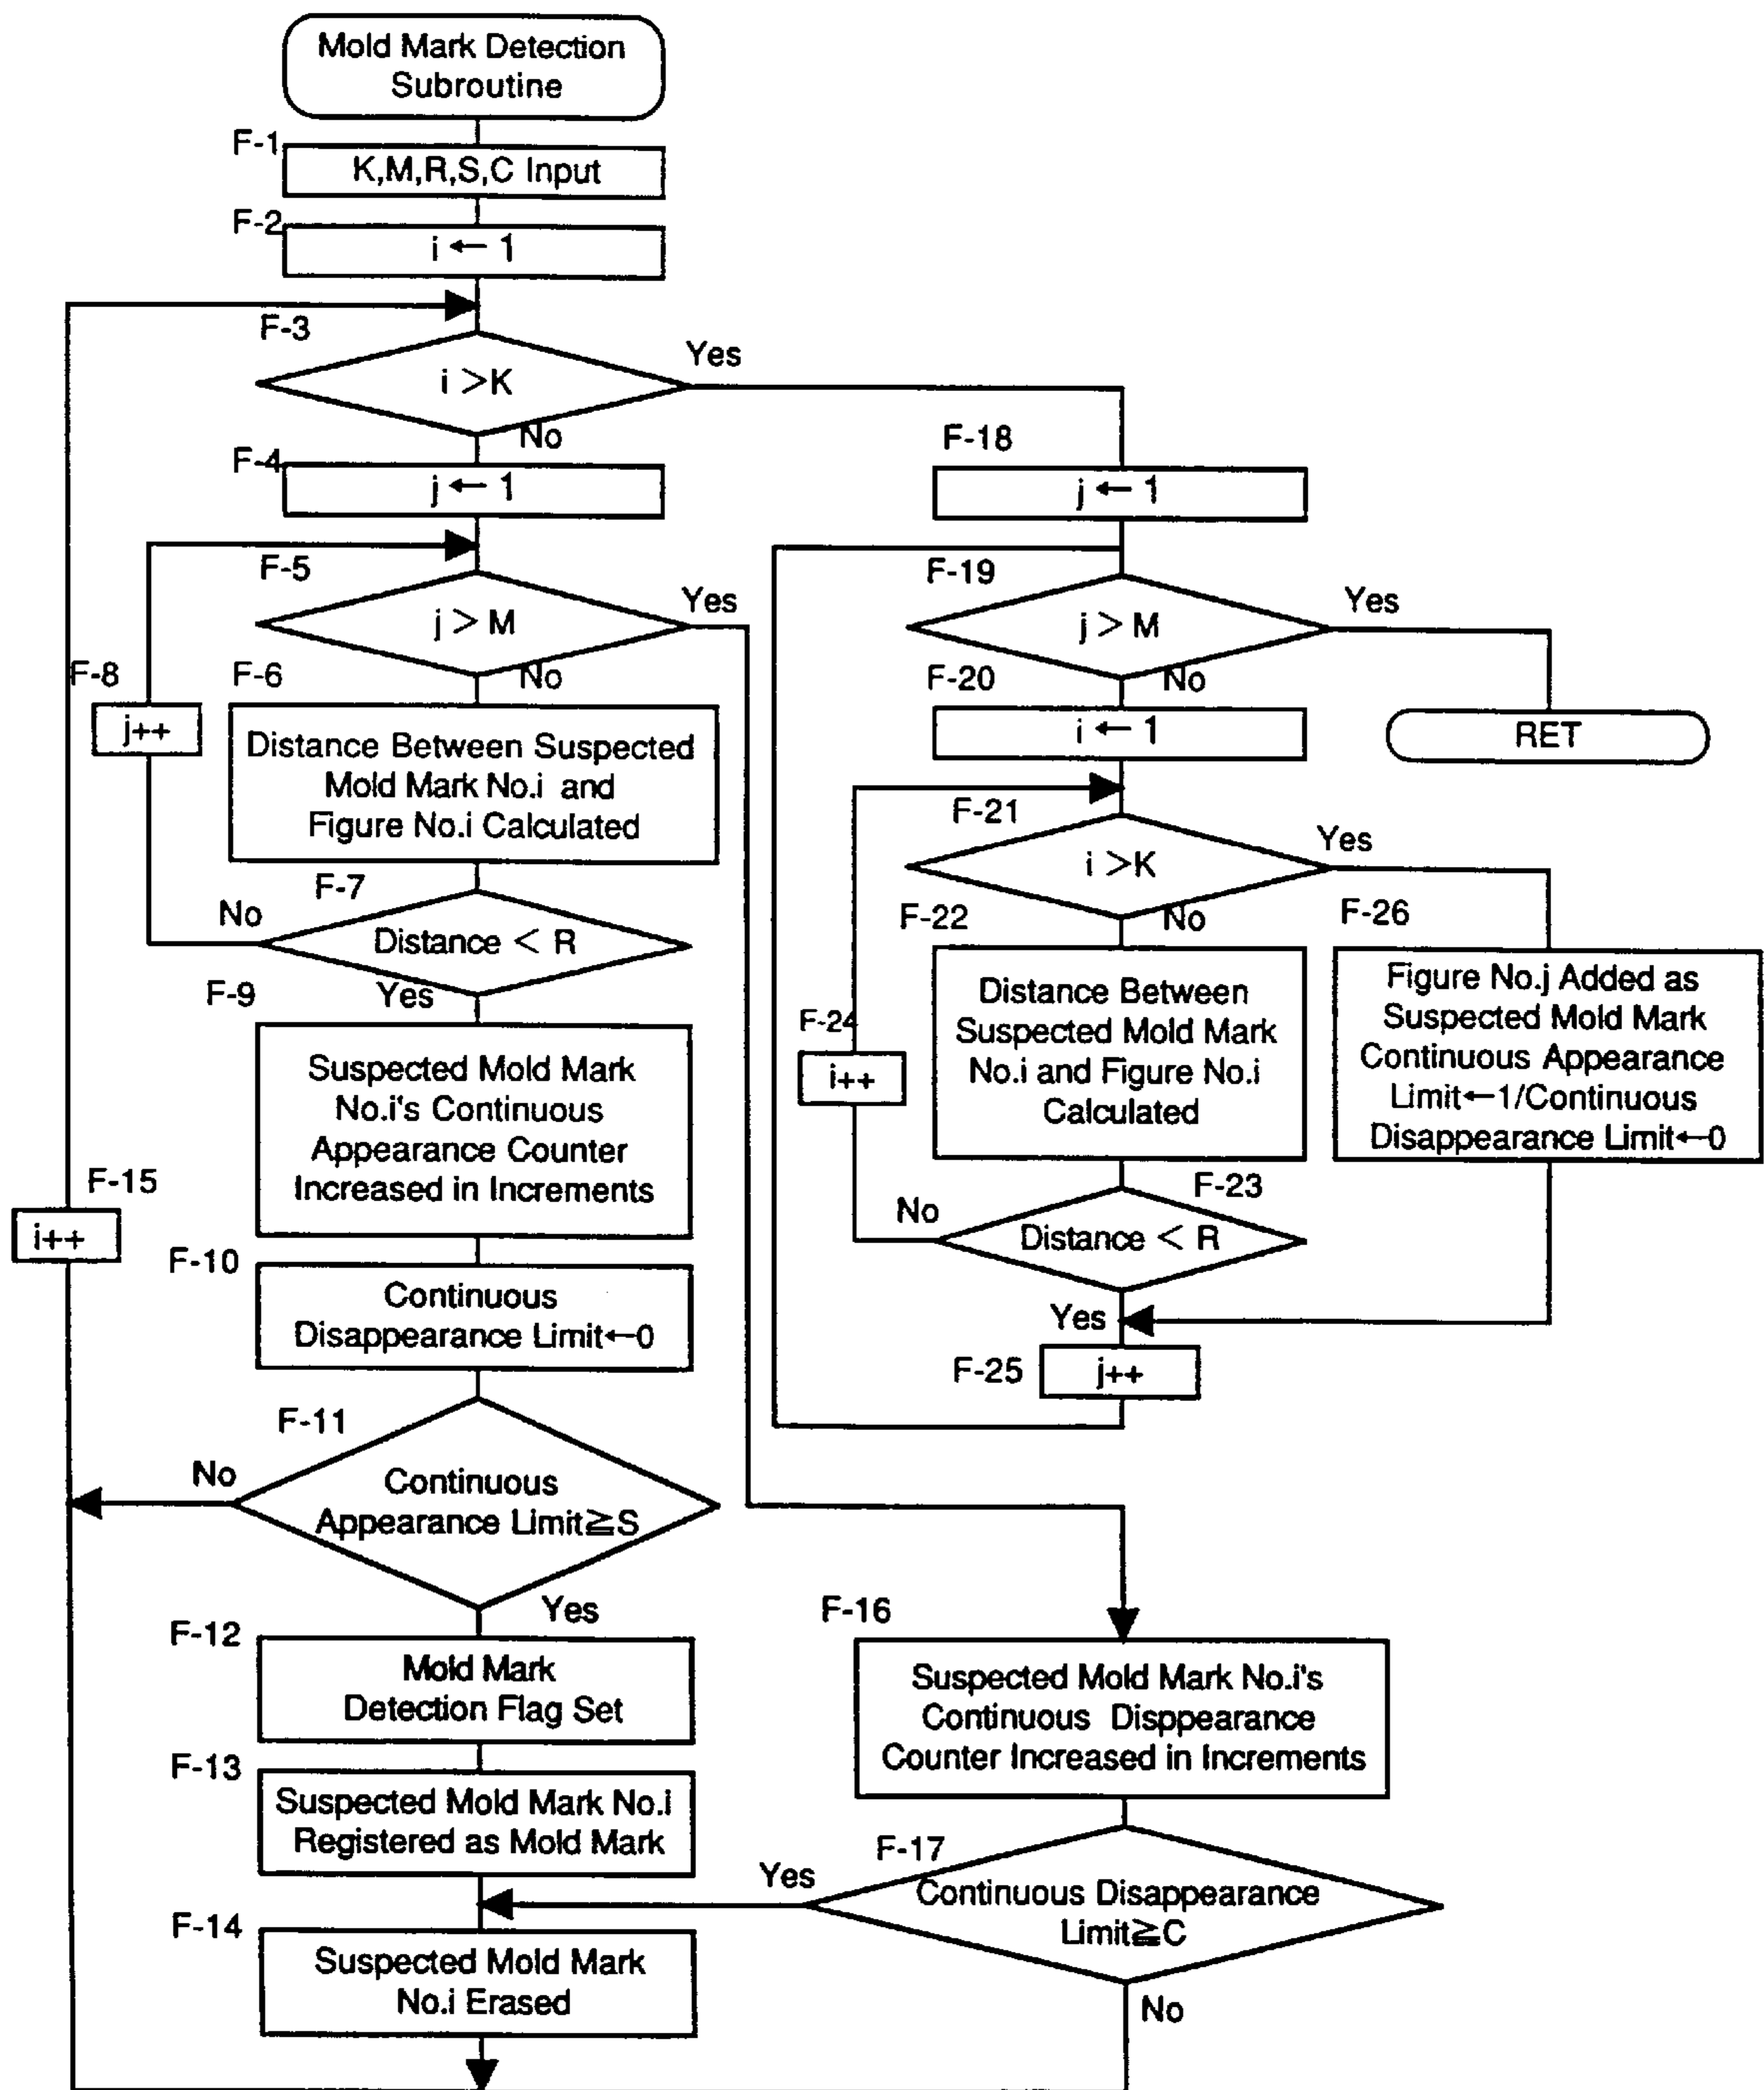 Mold Mark Detection
Subroutine
F-1
K,M,R,S,C Input
F-2
i ← 1
F-3
i >K
Yes
No
F-4
j ← 1
F-5
j > M
Yes
No
F-8
j++
F-6
Distance Between Suspected
Mold Mark No.i and
Figure No.i Calculated
F-7
No
Distance < R
Yes
F-9
Suspected Mold Mark
No.i's Continuous
Appearance Counter
Increased in Increments
F-15
i++
F-10
Continuous
Disappearance Limit←0
F-11
No
Continuous
Appearance Limit≧S
Yes
F-12
Mold Mark
Detection Flag Set
F-13
Suspected Mold Mark No.i
Registered as Mold Mark
F-14
Suspected Mold Mark
No.i Erased
F-18
j ← 1
F-19
j > M
Yes
No
RET
F-20
i ← 1
F-21
i >K
Yes
No
F-22
Distance Between
Suspected Mold Mark
No.i and Figure No.i
Calculated
F-24
i++
F-23
No
Distance < R
Yes
F-26
Figure No.j Added as
Suspected Mold Mark
Continuous Appearance
Limit←1/Continuous
Disappearance Limit←0
F-25
j++
F-16
Suspected Mold Mark No.i's
Continuous Disppearance
Counter Increased in Increments
F-17
Yes
Continuous Disappearance
Limit≧C
No